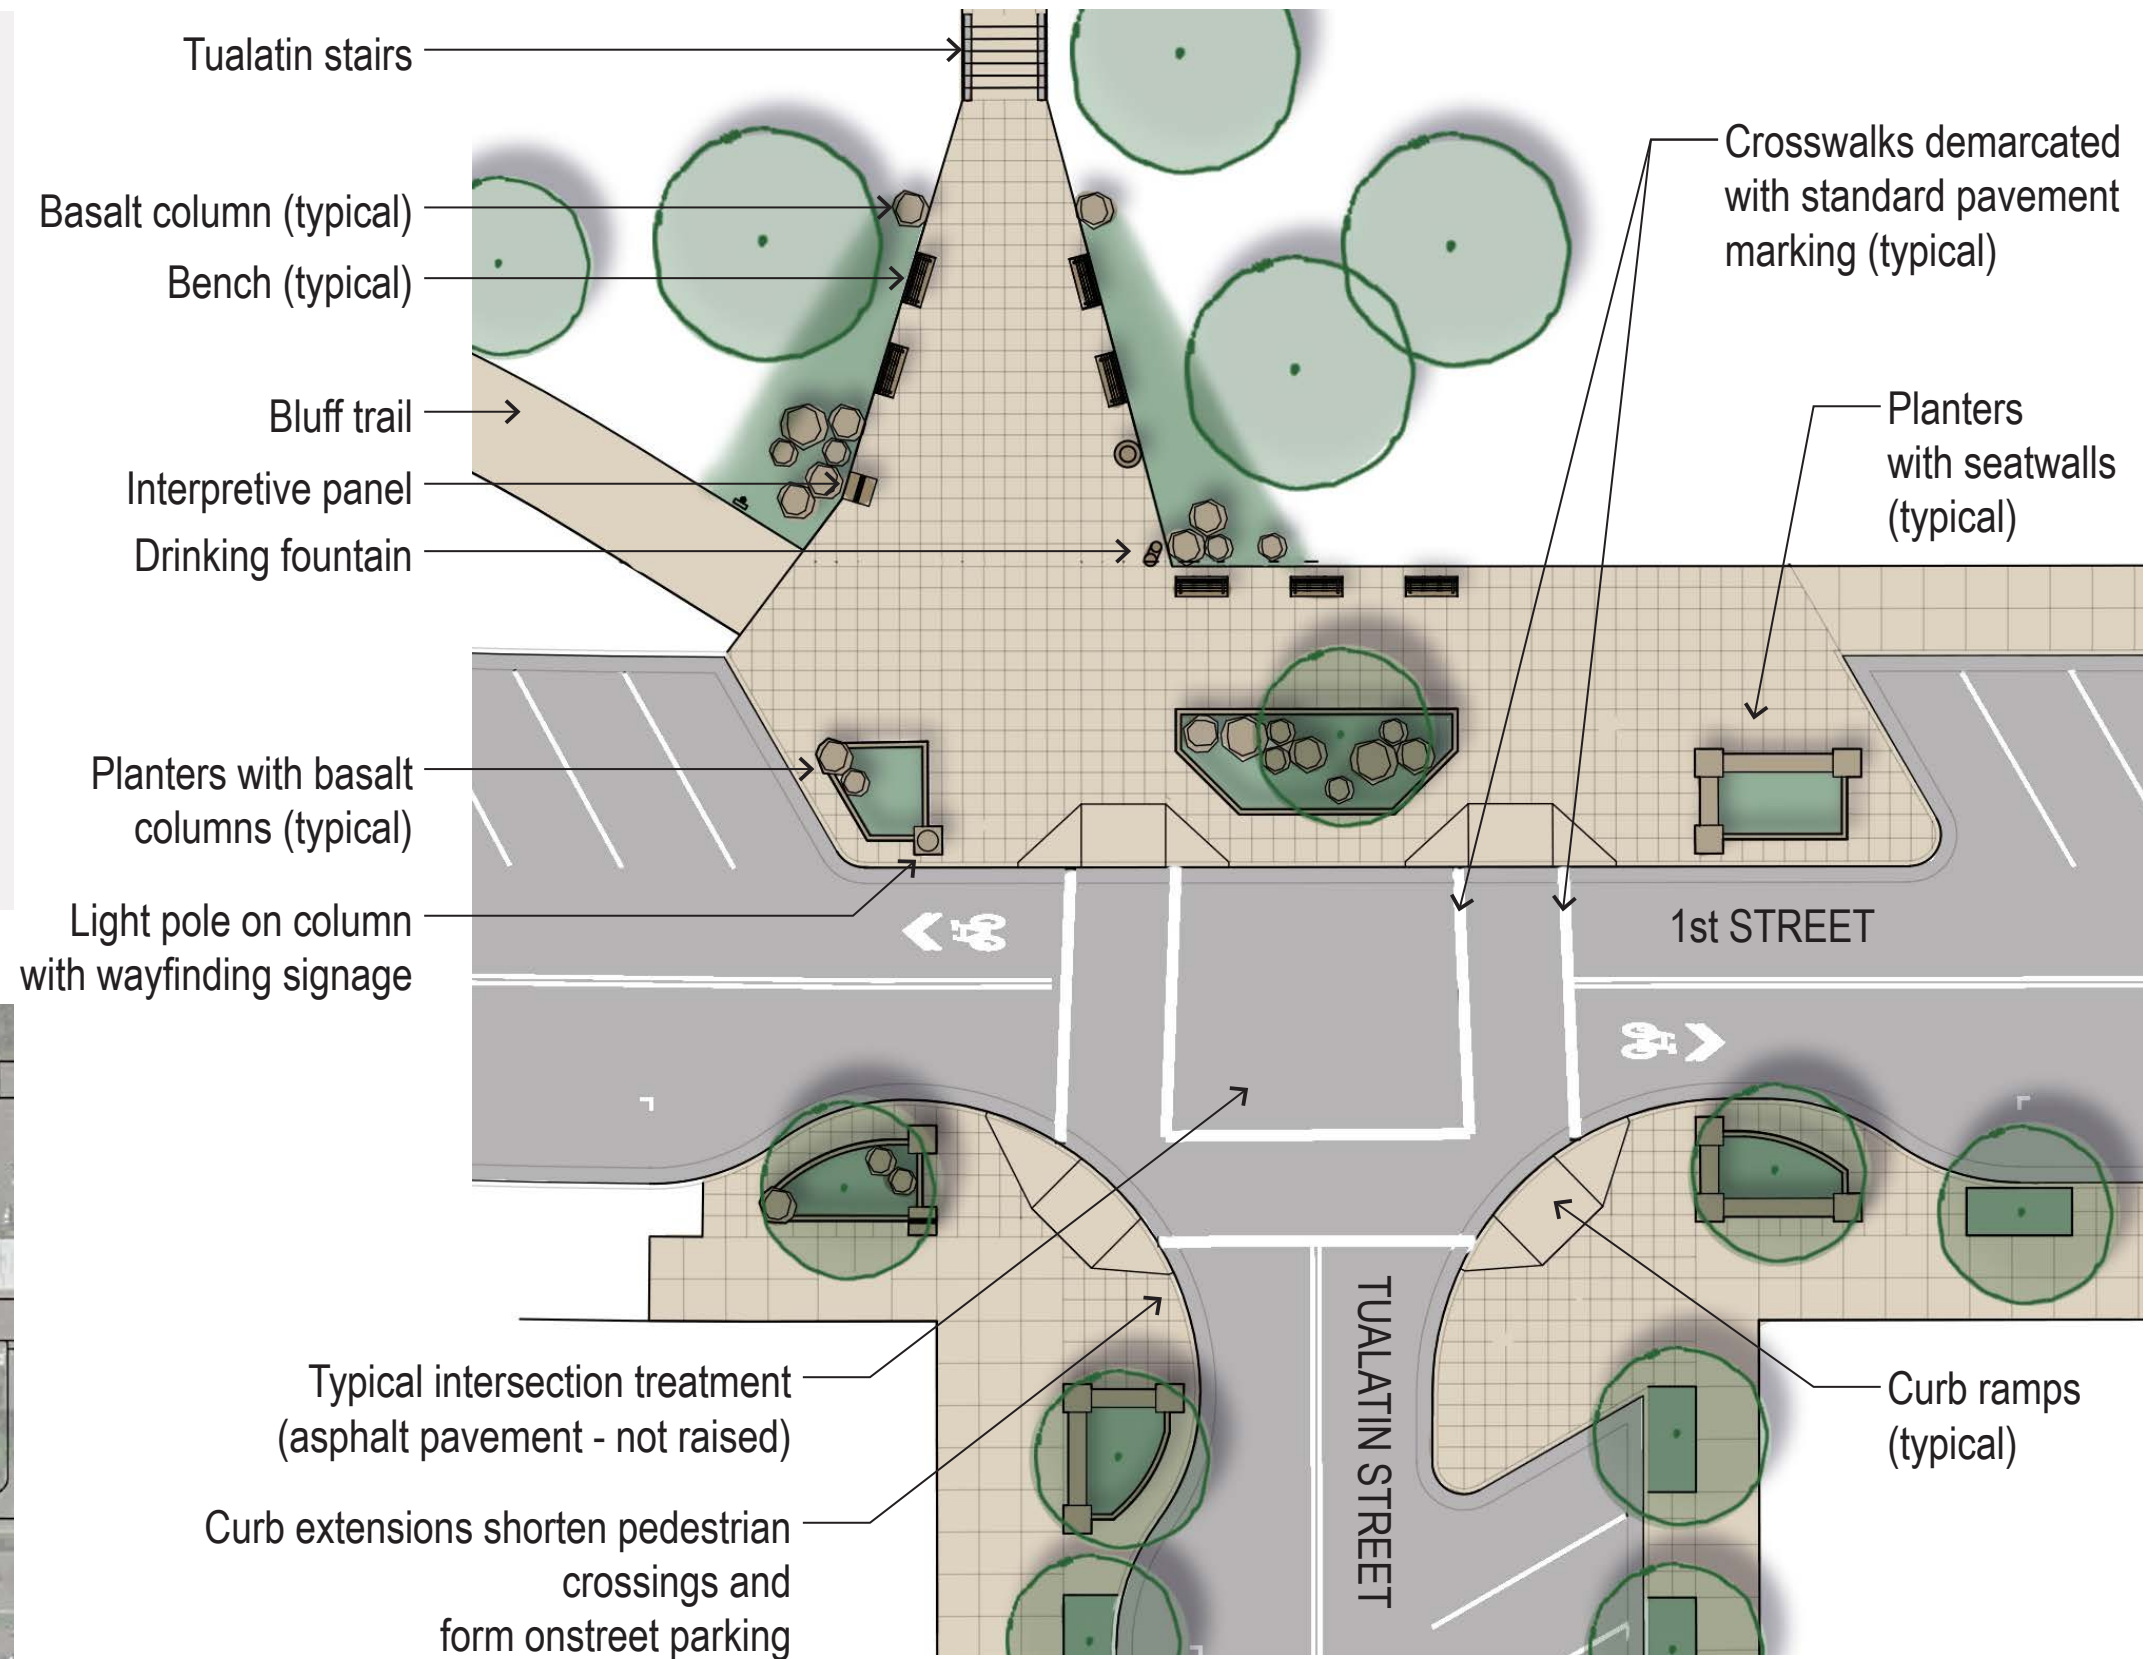 Tualatin stairs
Basalt column (typical)
Bench (typical)
Bluff trail
Interpretive panel
Drinking fountain
Planters with basalt
columns (typical)
Light pole on column
with wayfinding signage
Typical intersection treatment
(asphalt pavement - not raised)
Curb extensions shorten pedestrian
crossings and
form onstreet parking
Crosswalks demarcated
with standard pavement
marking (typical)
Planters
with seatwalls
(typical)
1st STREET
TUALATIN STREET
Curb ramps
(typical)